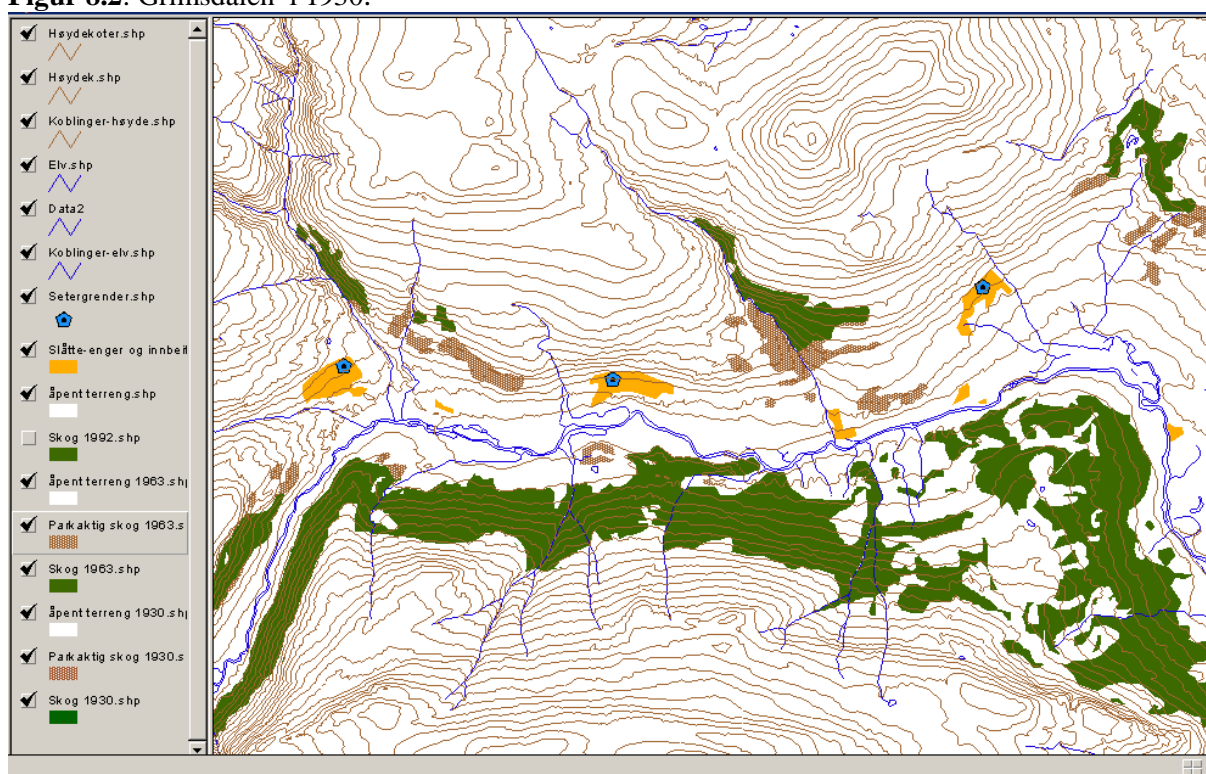 Figur 8.2. Grimsdalen i 1930.
Høydekoter.shp
Høydek.shp
Koblinger-høyde.shp
Elv.shp
Data2
Koblinger-elv.shp
Setergrender.shp
Slåtte-enger og innbeit
åpent terreng.shp
Skog 1992.shp
åpent terreng 1963.shp
Parkaktig skog 1963.s
Skog 1963.shp
åpent terreng 1930.shp
Parkaktig skog 1930.s
Skog 1930.shp